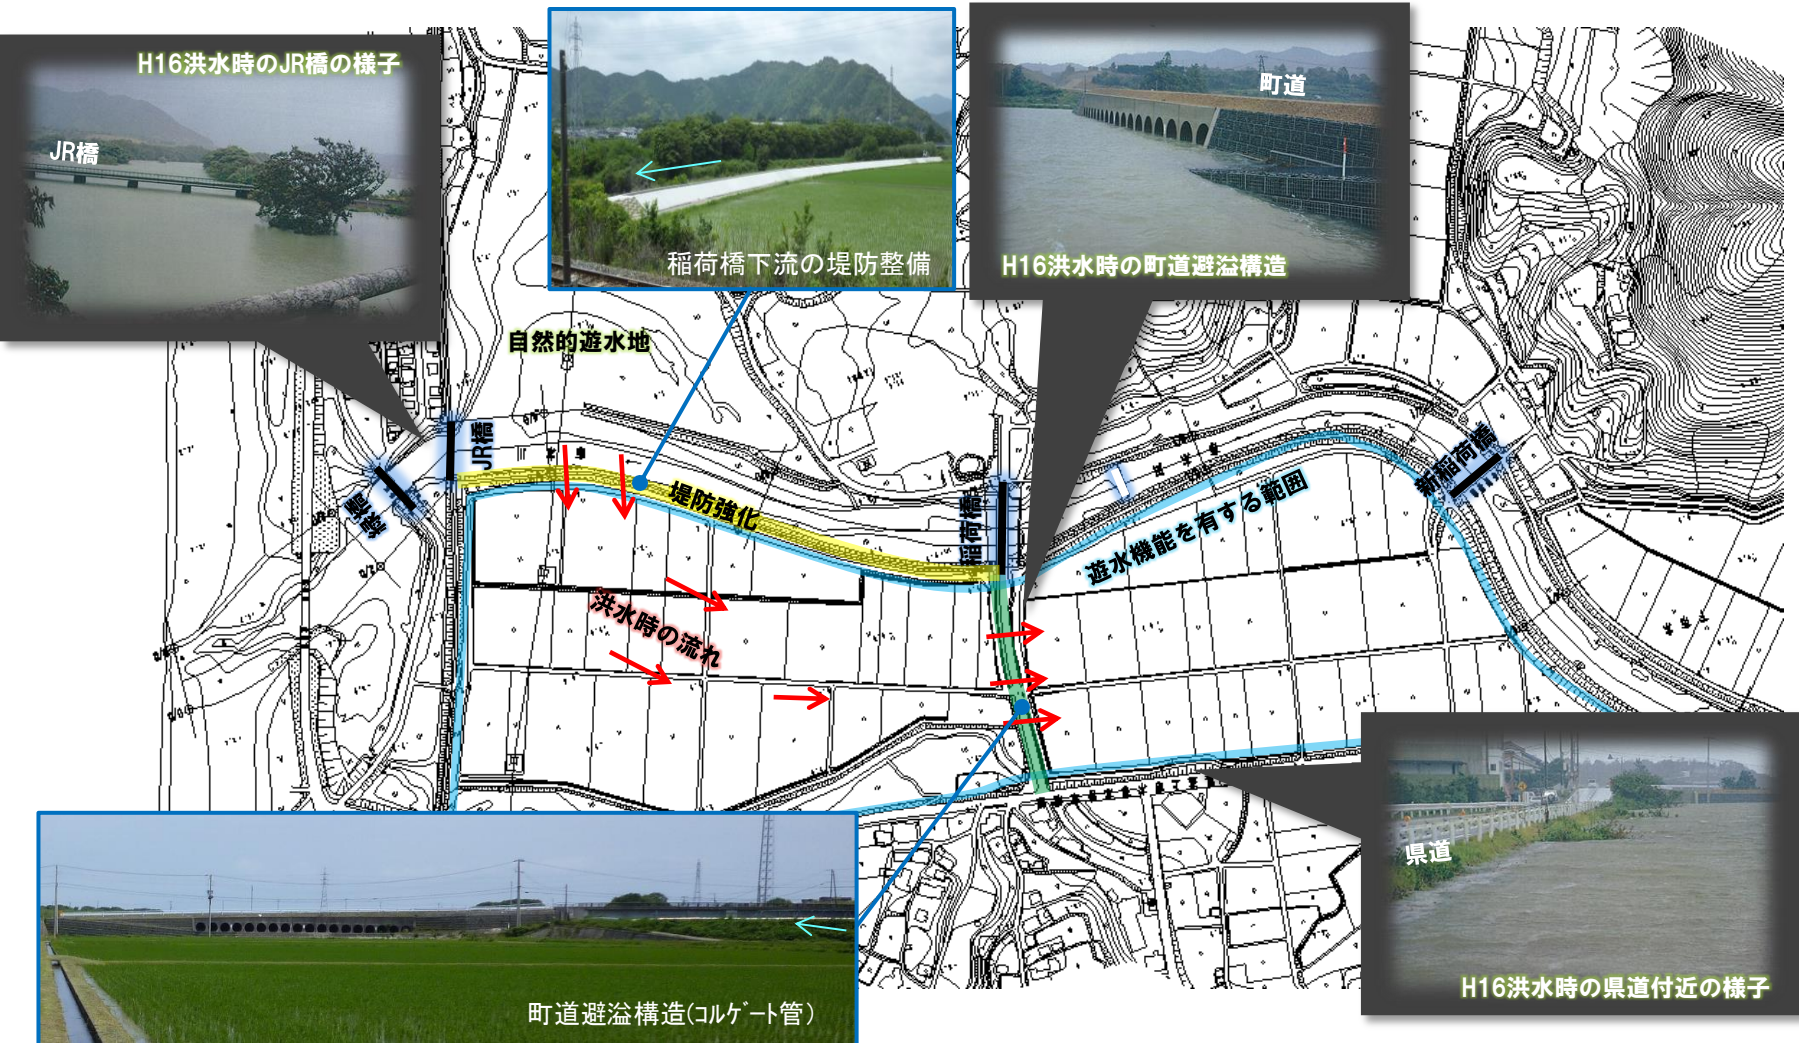 H16洪水時のJR橋の様子
JR橋
稲荷橋下流の堤防整備
町道
H16洪水時の町道避溢構造
自然的遊水地
JR橋
堤防強化
稲荷橋
遊水機能を有する範囲
新稲荷橋
洪水時の流れ
県道
H16洪水時の県道付近の様子
町道避溢構造(ｺﾙｹﾞｰﾄ管)